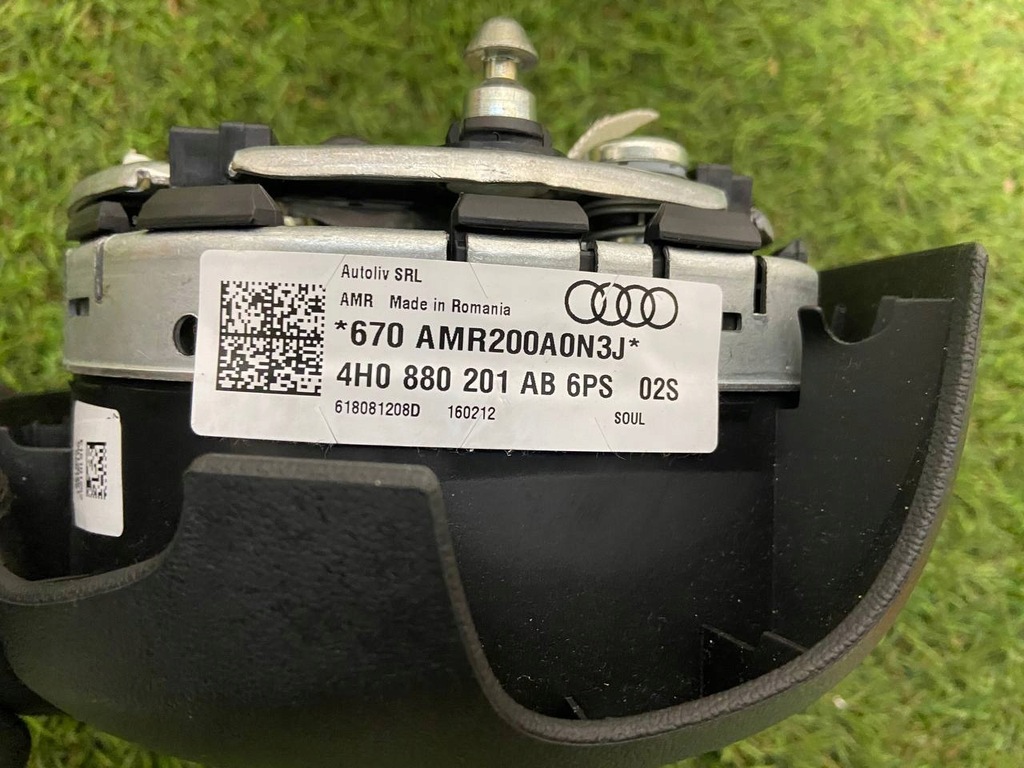 Autoliv SRL
AMR Made in Romania
*670 AMR200A0N3J*
4H0 880 201 AB 6PS 02S
618081208D 160212 SOUL